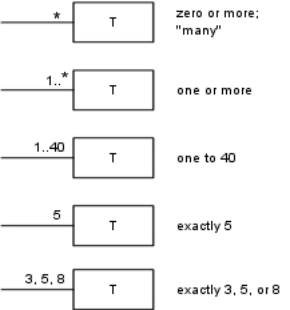 * T zero or more;
"many"
1..* T one or more
1..40 T one to 40
5 T exactly 5
3, 5, 8 T exactly 3, 5, or 8